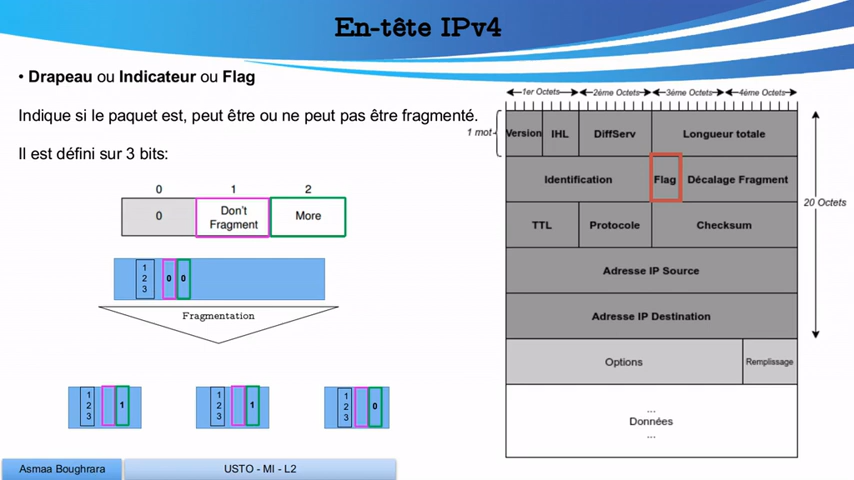 En-tête IPv4
• Drapeau ou Indicateur ou Flag
Indique si le paquet est, peut être ou ne peut pas être fragmenté.
Il est défini sur 3 bits:
0 1 2
0
Don't
Fragment
More
1
2
3
0 0
Fragmentation
1
2
3
1
1
2
3
1
1
2
3
0
1er Octets 2ème Octets 3éme Octets 4ème Octets
1 mot
Version IHL DiffServ Longueur totale
Identification Flag Décalage Fragment
TTL Protocole Checksum
20 Octets
Adresse IP Source
Adresse IP Destination
Options Remplissage
...
Données
...
Asmaa Boughrara USTO - MI - L2